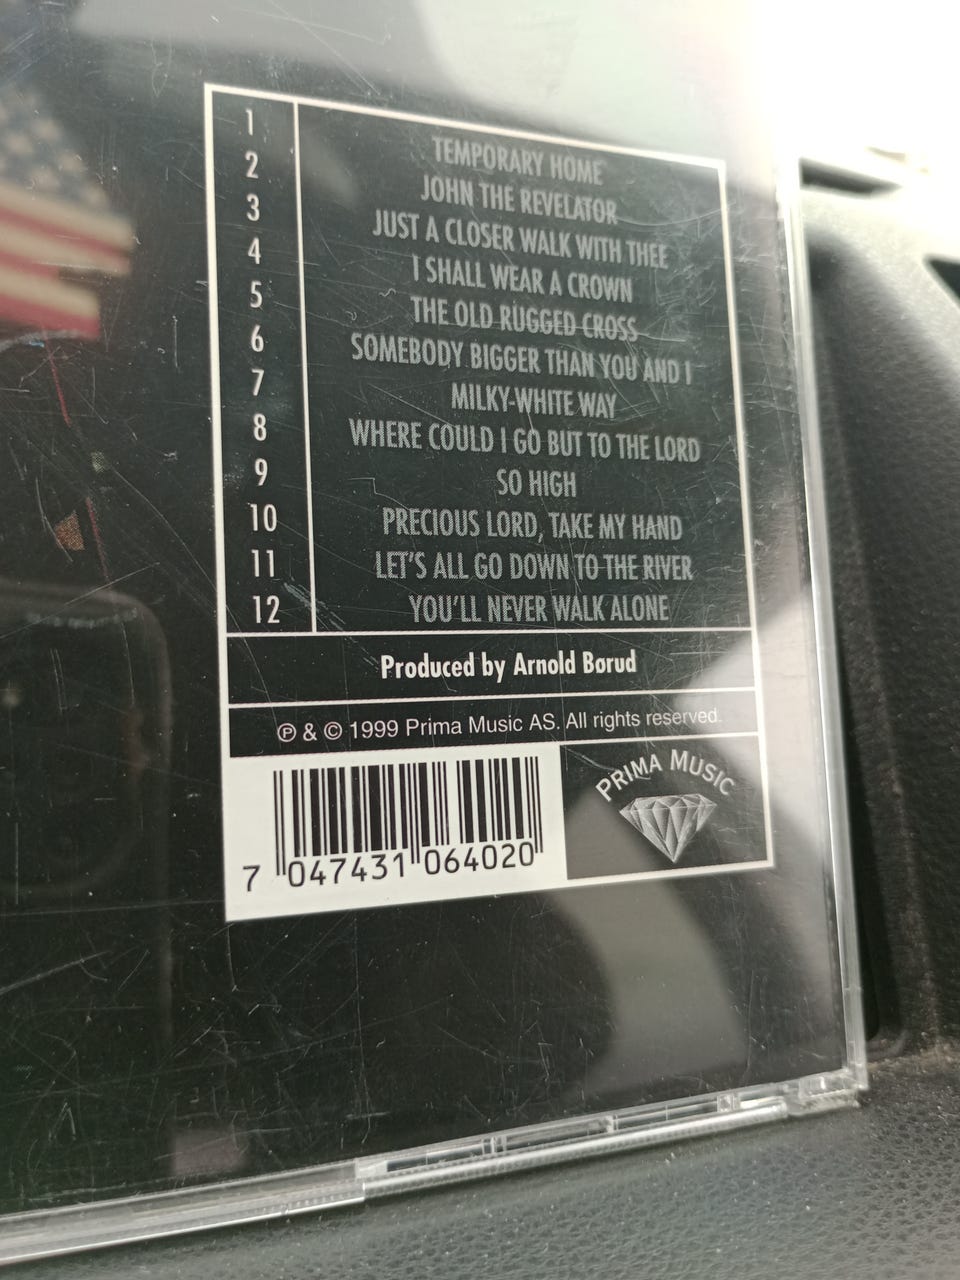 1 TEMPORARY HOME
2 JOHN THE REVELATOR
3 JUST A CLOSER WALK WITH THEE
4 I SHALL WEAR A CROWN
5 THE OLD RUGGED CROSS
6 SOMEBODY BIGGER THAN YOU AND I
7 MILKY-WHITE WAY
8 WHERE COULD I GO BUT TO THE LORD
9 SO HIGH
10 PRECIOUS LORD, TAKE MY HAND
11 LET'S ALL GO DOWN TO THE RIVER
12 YOU'LL NEVER WALK ALONE
Produced by Arnold Børud
℗ & © 1999 Prima Music AS. All rights reserved.
PRIMA MUSIC
7 047431 064020